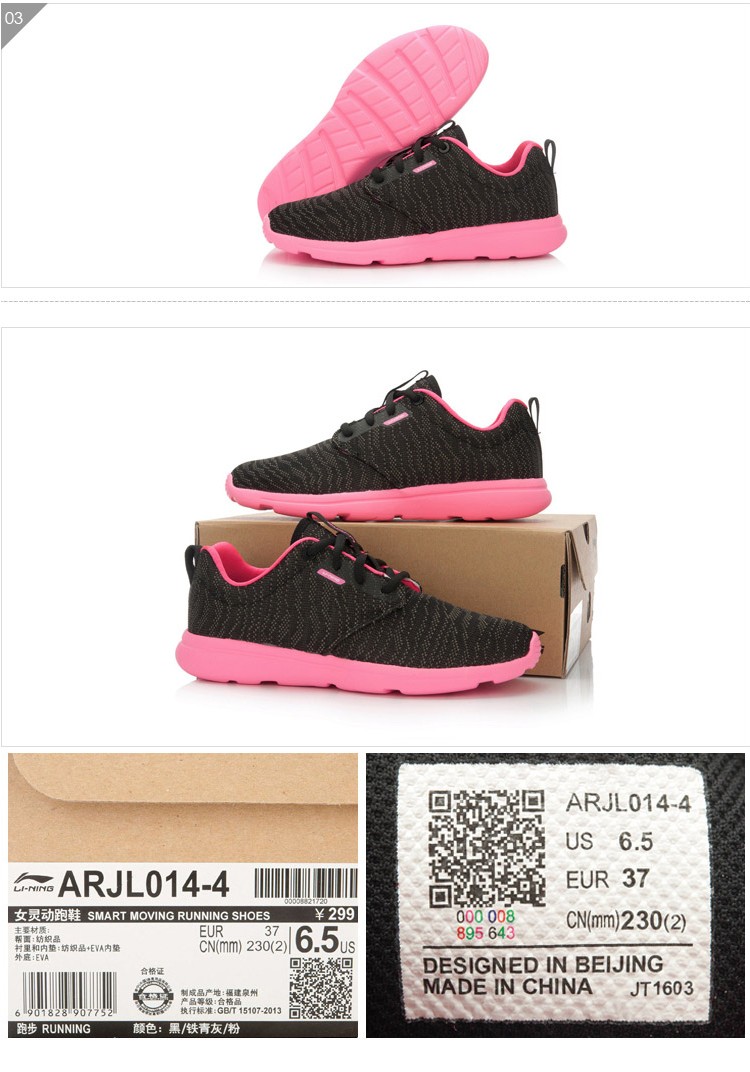 03
LI-NING ARJL014-4
00008821720
女灵动跑鞋 SMART MOVING RUNNING SHOES ¥299
主要材质:
帮面:纺织品
衬里和内垫:纺织品+EVA内垫
外底:EVA
EUR 37
CN(mm) 230(2)
6.5US
合格证
合格证
制成品产地:福建泉州
产品等级:合格品
执行标准:GB/T 15107-2013
6 901828 907752
跑步 RUNNING 颜色:黑/铁青灰/粉
ARJL014-4
US 6.5
EUR 37
CN(mm)230(2)
000 008
895 643
DESIGNED IN BEIJING
MADE IN CHINA JT1603